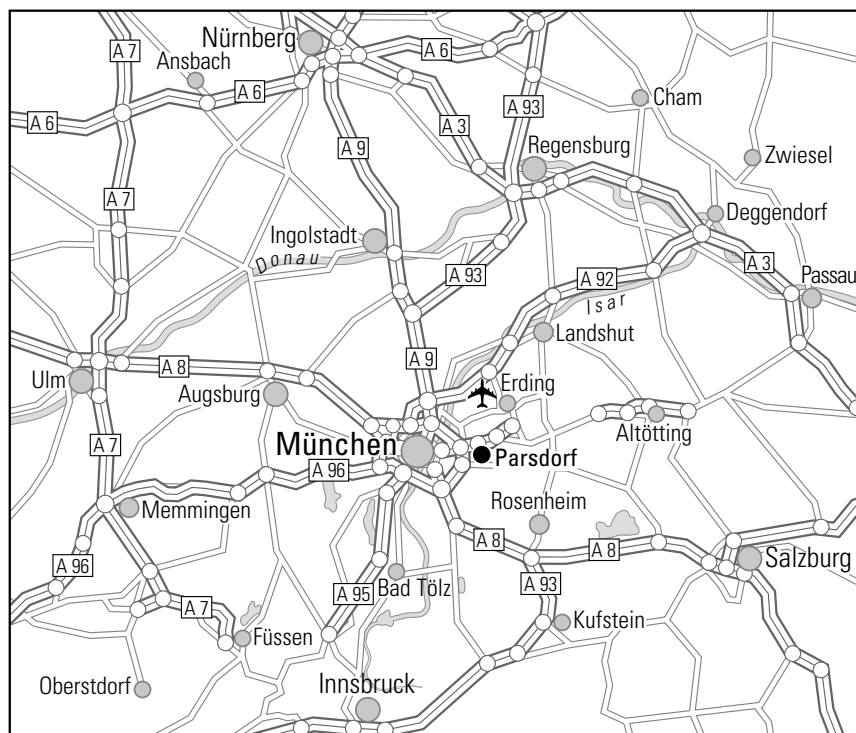 A 7
Nürnberg
A 6
Ansbach
A 6
A 93
Cham
A 6
A 3
A 9
Regensburg
Zwiesel
A 7
Deggendorf
Ingolstadt
Donau
A 93
A 92
A 3
Passau
Isar
Landshut
A 9
A 8
Ulm
Augsburg
Erding
Altötting
A 7
München
Parsdorf
A 96
Memmingen
Rosenheim
A 8
A 8
Salzburg
A 96
A 95
Bad Tölz
A 93
A 7
Füssen
Kufstein
Oberstdorf
Innsbruck